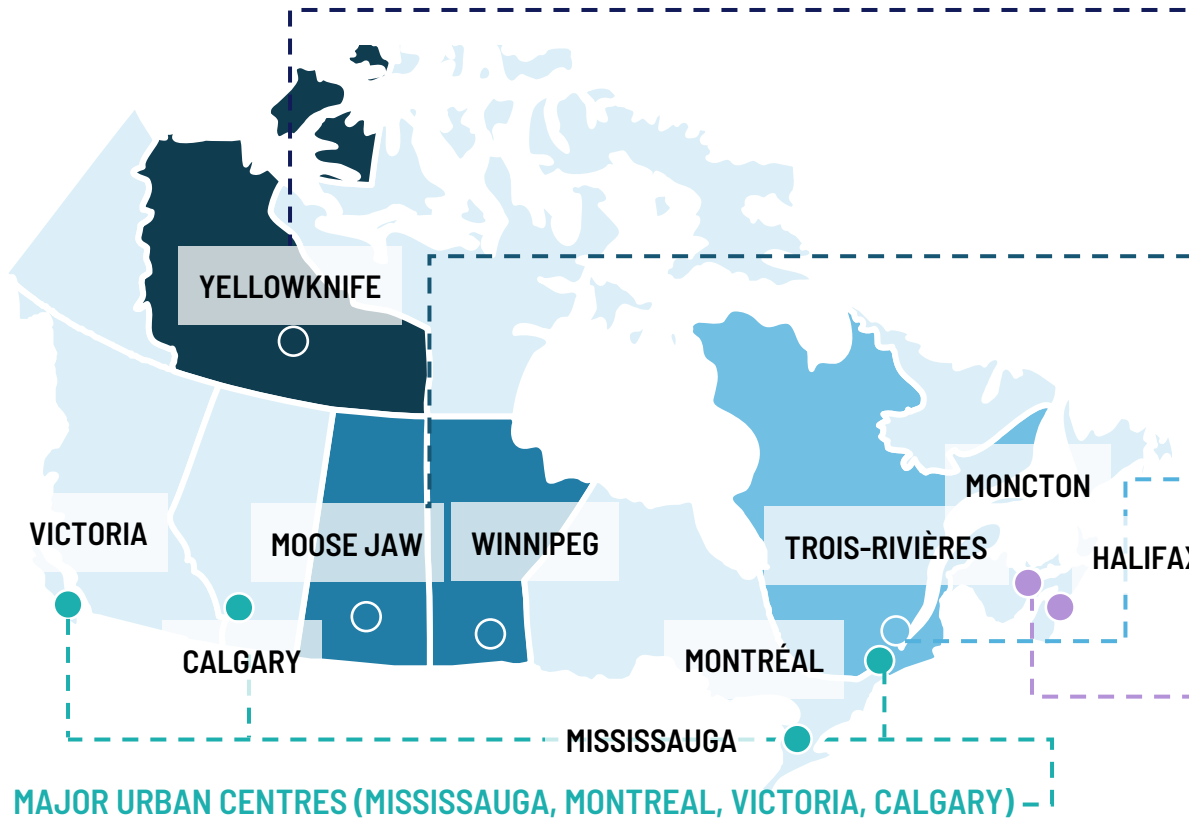 YELLOWKNIFE
MONCTON
VICTORIA
MOOSE JAW
WINNIPEG
TROIS-RIVIÈRES
HALIFAX
CALGARY
MONTRÉAL
MISSISSAUGA
MAJOR URBAN CENTRES (MISSISSAUGA, MONTREAL, VICTORIA, CALGARY)